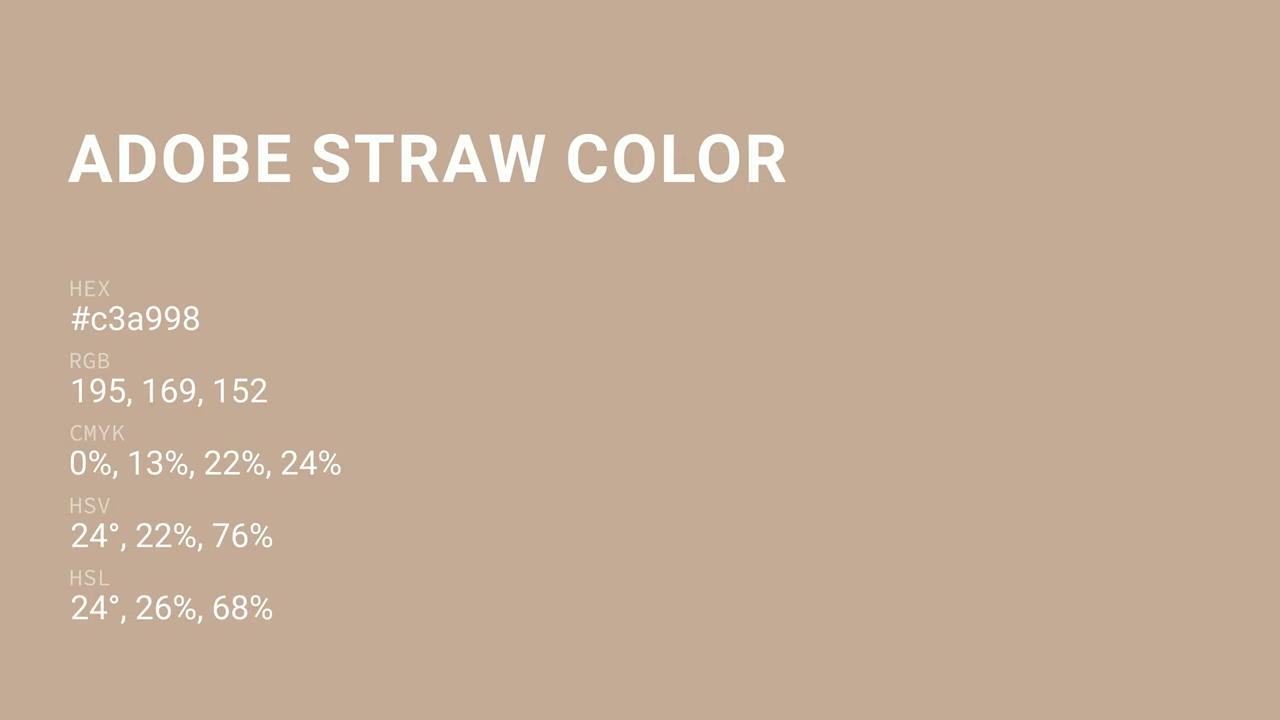 ADOBE STRAW COLOR
HEX
#c3a998
RGB
195, 169, 152
CMYK
0%, 13%, 22%, 24%
HSV
24°, 22%, 76%
HSL
24°, 26%, 68%